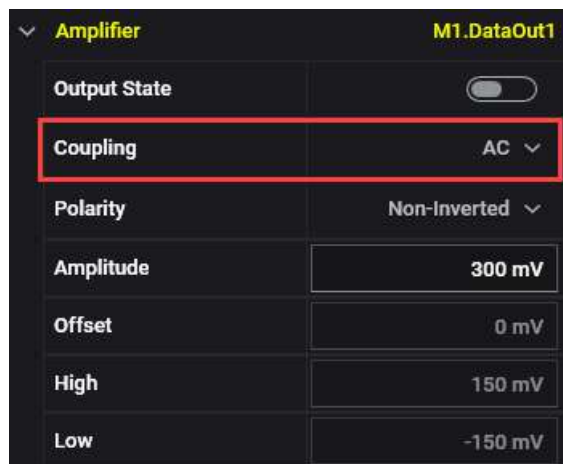 Amplifier M1.DataOut1
Output State
Coupling AC
Polarity Non-Inverted
Amplitude 300 mV
Offset 0 mV
High 150 mV
Low -150 mV